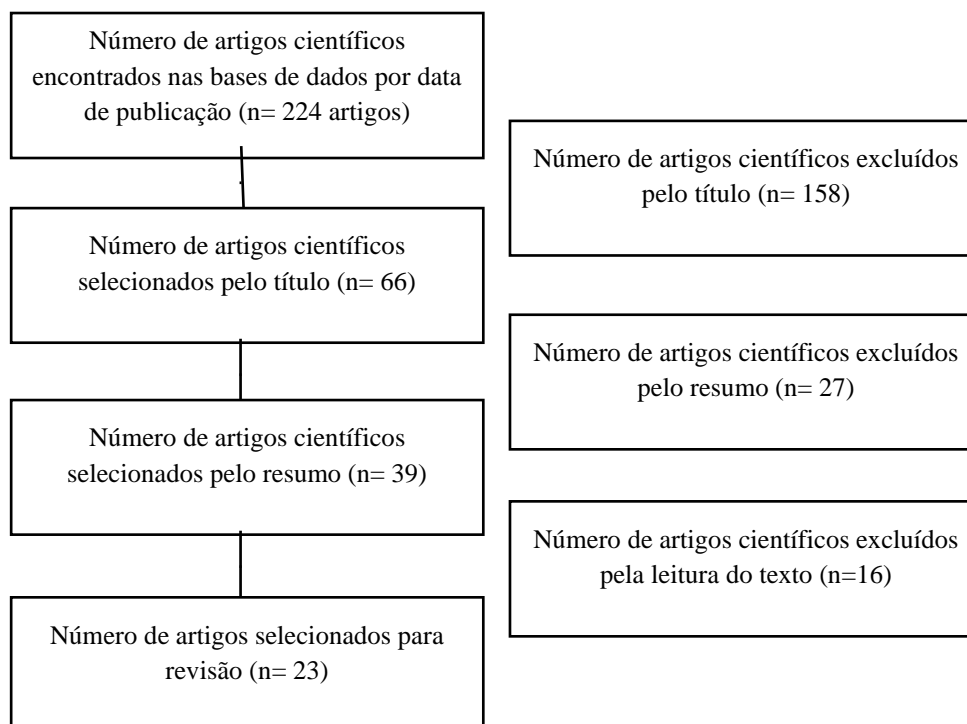 Número de artigos científicos
encontrados nas bases de dados por data
de publicação (n= 224 artigos)
Número de artigos científicos excluídos
pelo título (n= 158)
Número de artigos científicos
selecionados pelo título (n= 66)
Número de artigos científicos excluídos
pelo resumo (n= 27)
Número de artigos científicos
selecionados pelo resumo (n= 39)
Número de artigos científicos excluídos
pela leitura do texto (n=16)
Número de artigos selecionados para
revisão (n= 23)